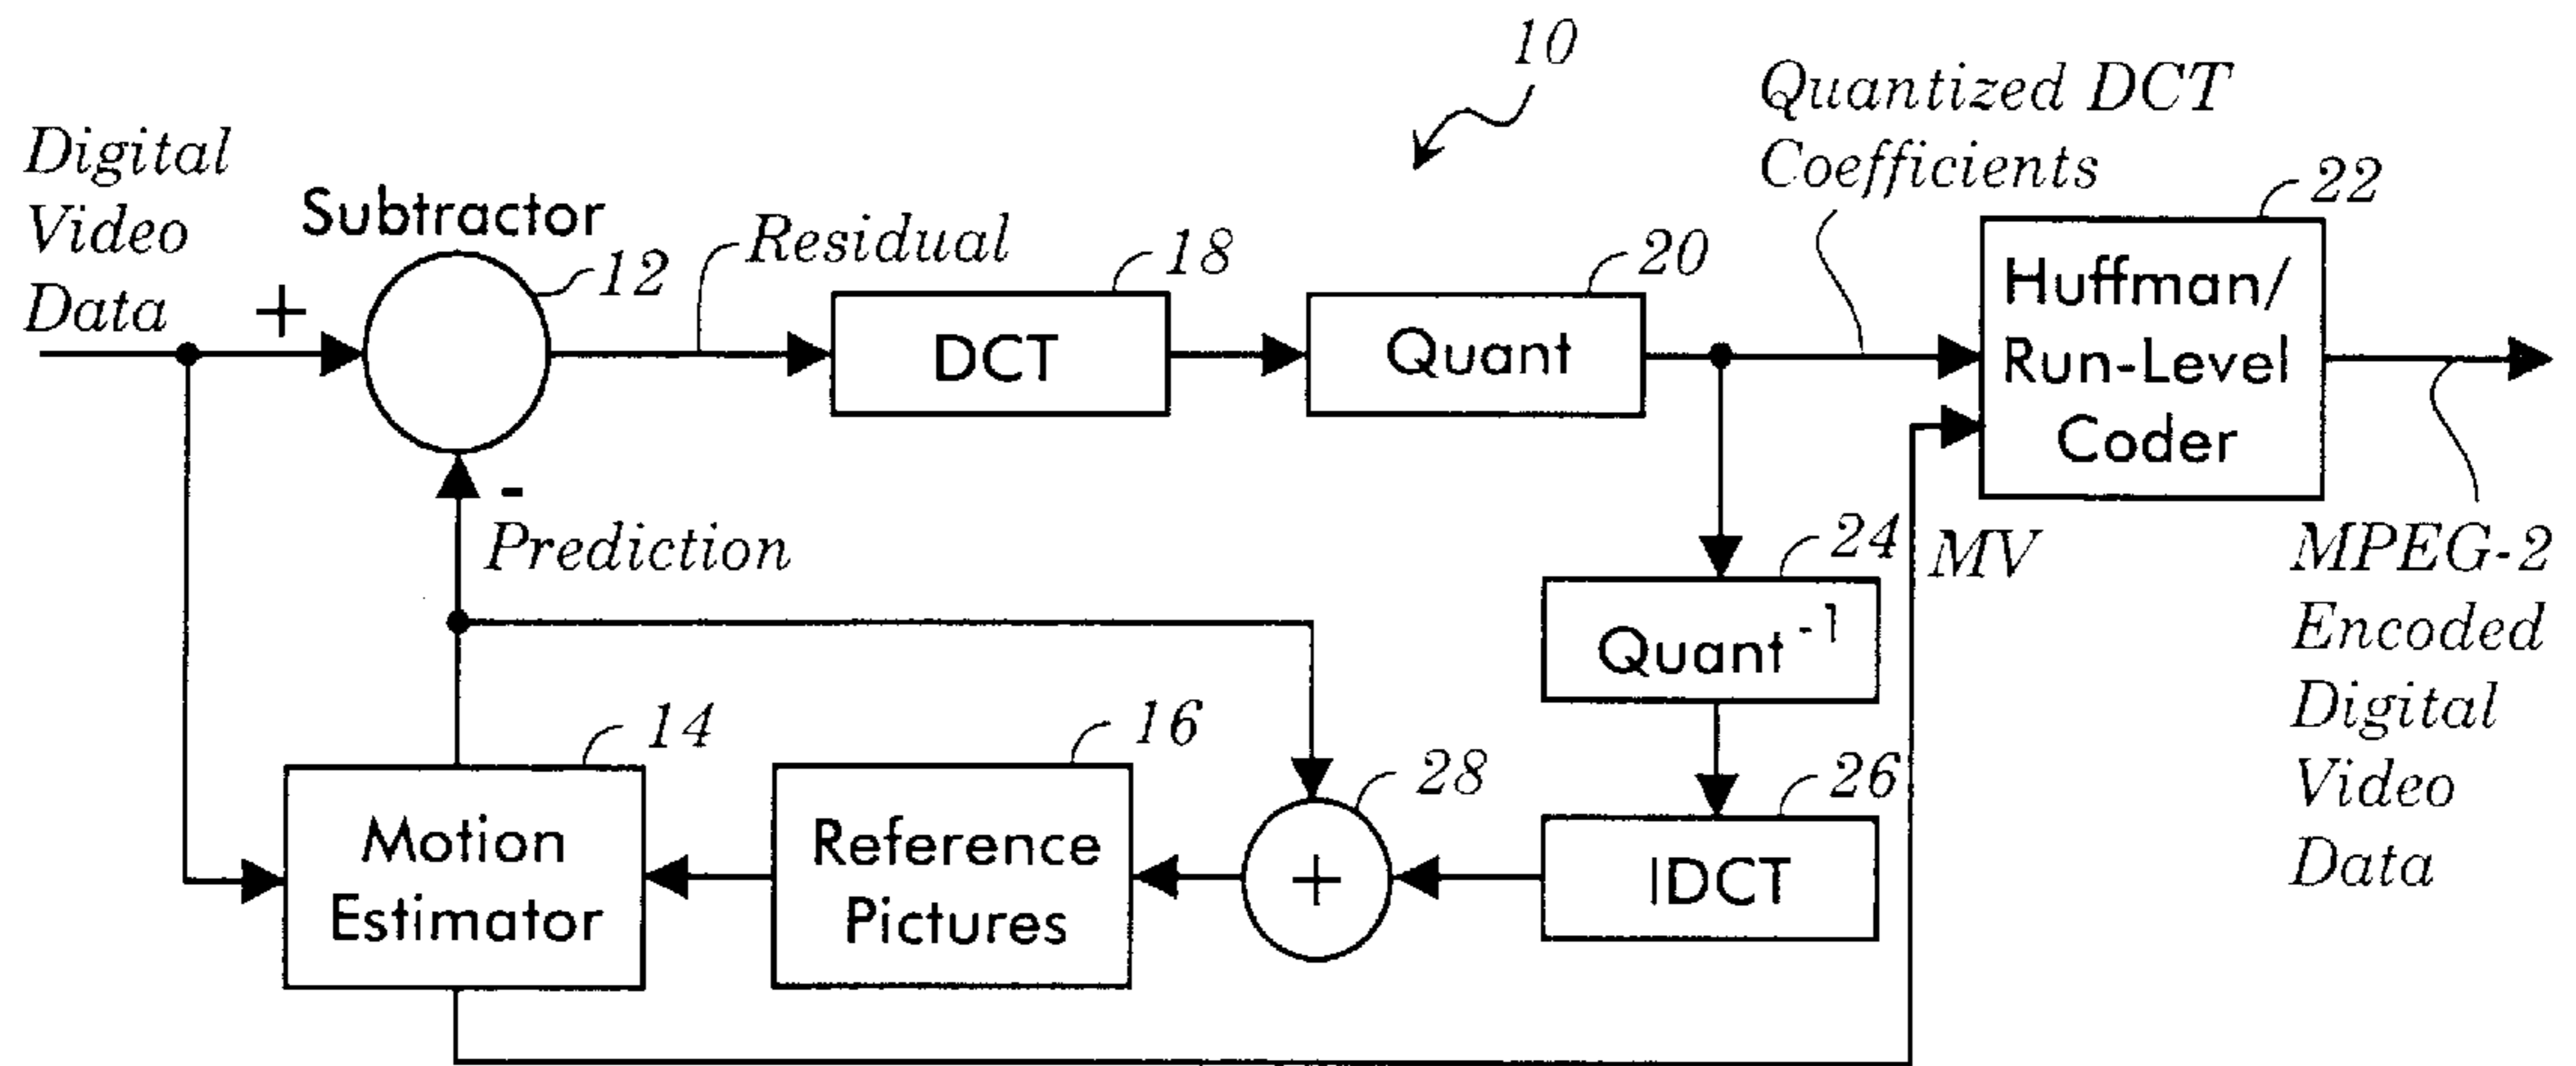 10
Digital
Video
Data
+
Subtractor
12
Residual
18
DCT
20
Quant
Quantized DCT
Coefficients
22
Huffman/
Run-Level
Coder
-
Prediction
24
Quant⁻¹
MV
MPEG-2
Encoded
Digital
Video
Data
14
Motion
Estimator
16
Reference
Pictures
28
+
26
IDCT